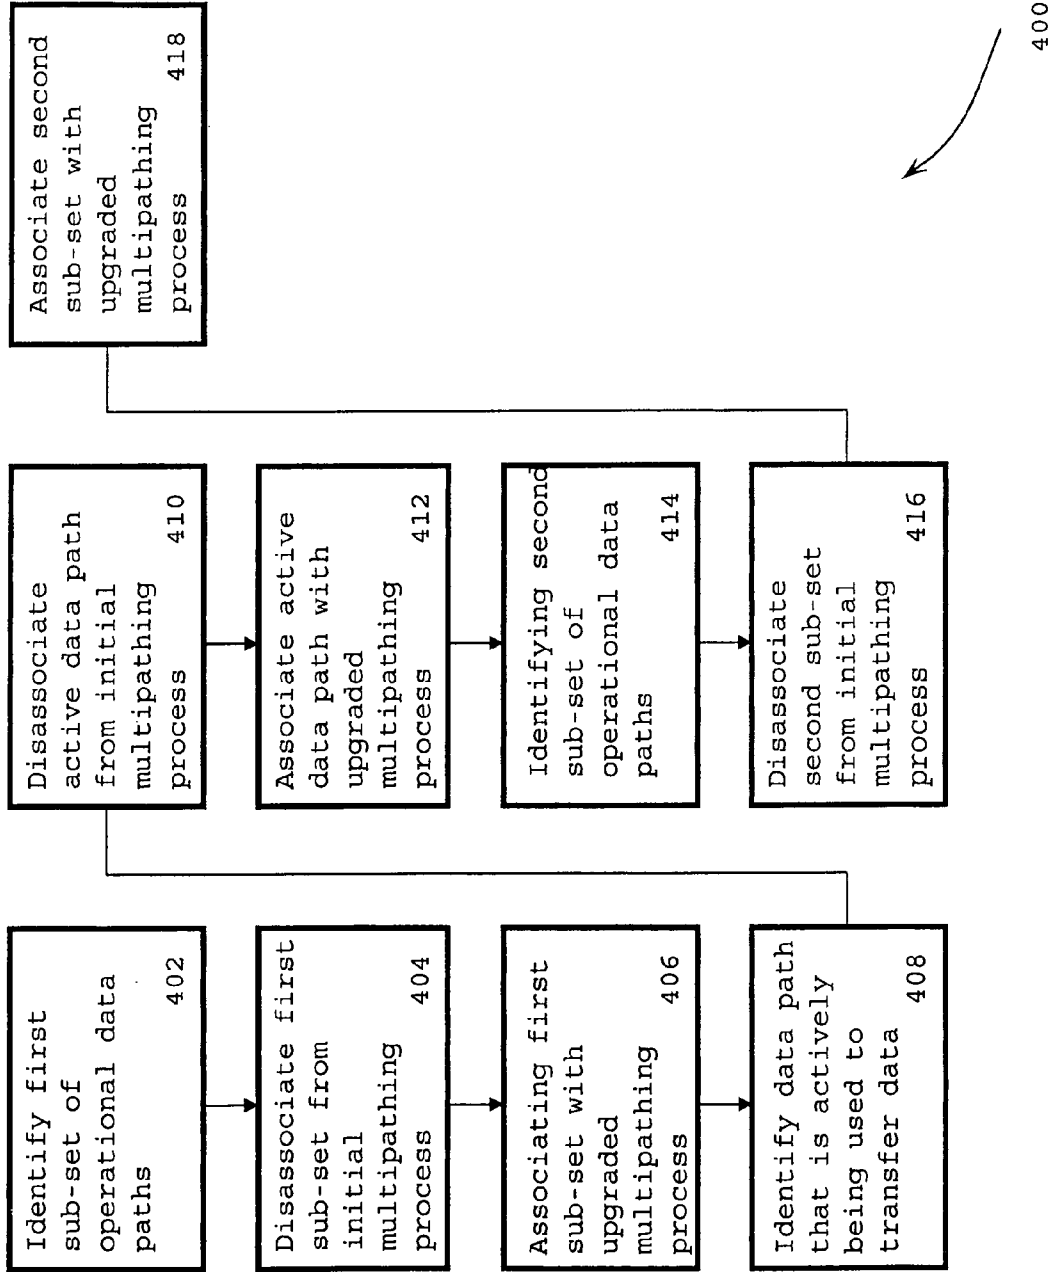 Identify first
sub-set of
operational data
paths
402
Disassociate first
sub-set from
initial
multipathing
process
404
Associating first
sub-set with
upgraded
multipathing
process
406
Identify data path
that is actively
being used to
transfer data
408
Disassociate
active data path
from initial
multipathing
process
410
Associate active
data path with
upgraded
multipathing
process
412
Identifying second
sub-set of
operational data
paths
414
Disassociate
second sub-set
from initial
multipathing
process
416
Associate second
sub-set with
upgraded
multipathing
process
418
400